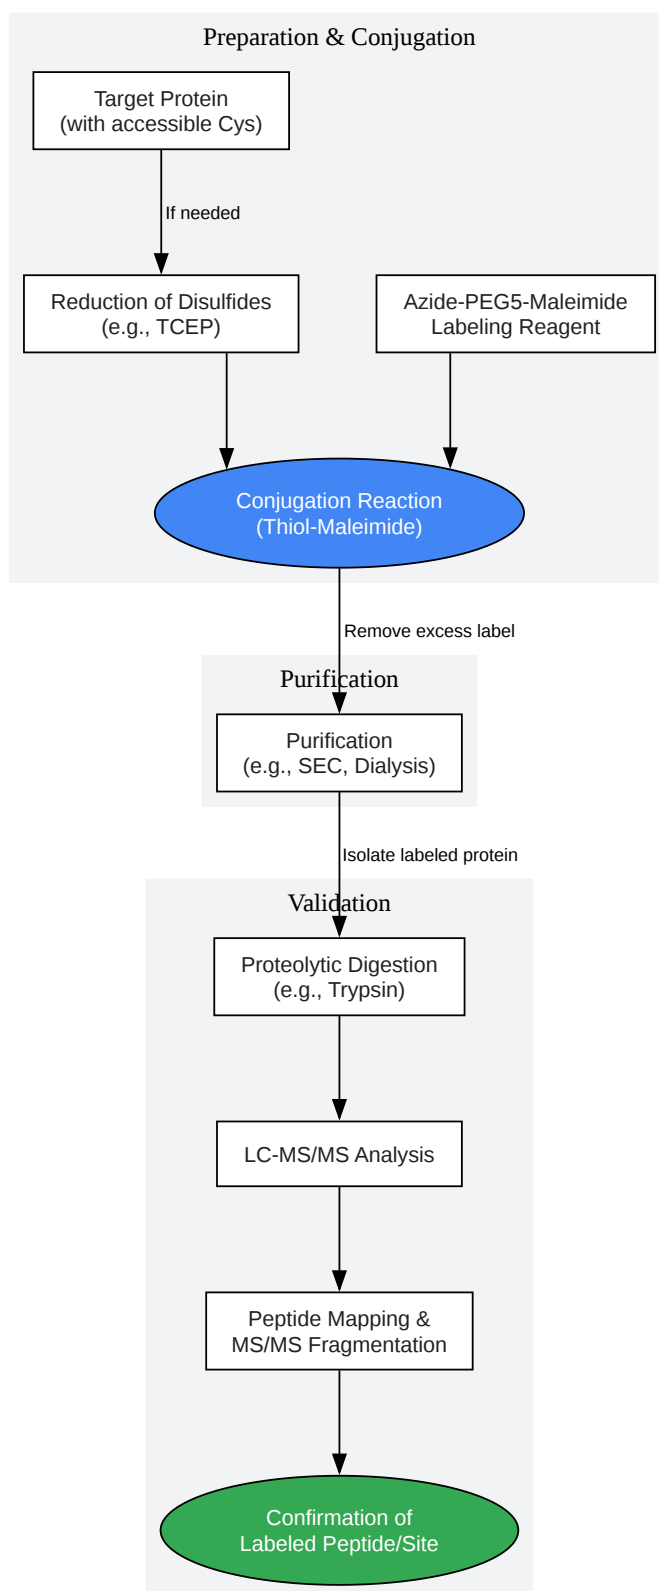 Preparation & Conjugation
Target Protein
(with accessible Cys)
If needed
Reduction of Disulfides
(e.g., TCEP)
Azide-PEG5-Maleimide
Labeling Reagent
Conjugation Reaction
(Thiol-Maleimide)
Remove excess label
Purification
Purification
(e.g., SEC, Dialysis)
Isolate labeled protein
Validation
Proteolytic Digestion
(e.g., Trypsin)
LC-MS/MS Analysis
Peptide Mapping &
MS/MS Fragmentation
Confirmation of
Labeled Peptide/Site